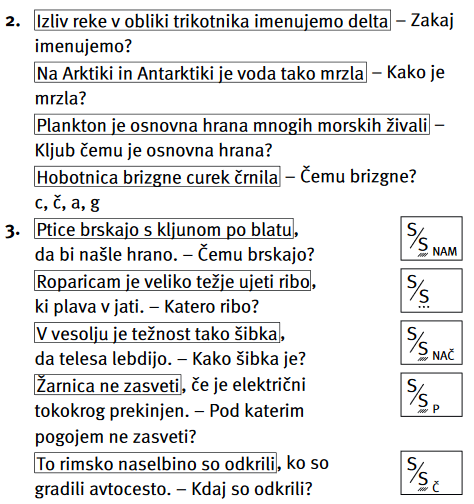 2. Izliv reke v obliki trikotnika imenujemo delta – Zakaj
imenujemo?
Na Arktiki in Antarktiki je voda tako mrzla – Kako je
mrzla?
Plankton je osnovna hrana mnogih morskih živali –
Kljub čemu je osnovna hrana?
Hobotnica brizgne curek črnila – Čemu brizgne?
c, č, a, g
3. Ptice brskajo s kljunom po blatu, S/S NAM
da bi našle hrano. – Čemu brskajo?
Roparicam je veliko težje ujeti ribo, S/S
ki plava v jati. – Katero ribo? ...
V vesolju je težnost tako šibka, S/S NAČ
da telesa lebdijo. – Kako šibka je?
Žarnica ne zasveti, če je električni S/S P
tokokrog prekinjen. – Pod katerim
pogojem ne zasveti?
To rimsko naselbino so odkrili, ko so S/S Č
gradili avtocesto. – Kdaj so odkrili?